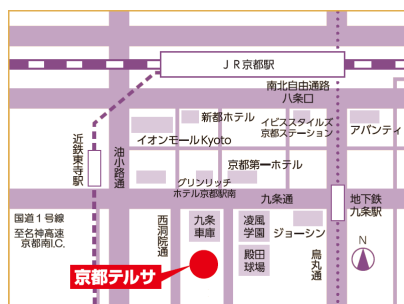 JR京都駅
南北自由通路
八条口
新都ホテル
イビススタイルズ
京都ステーション
アバンティ
イオンモールKyoto
近鉄東寺駅
油小路通
京都第一ホテル
グリンリッチ
ホテル京都駅南
九条通
地下鉄
九条駅
国道1号線
至名神高速
京都南I.C.
西洞院通
九条
車庫
凌風
学園
ジョーシン
烏丸通
N
殿田
球場
京都テルサ